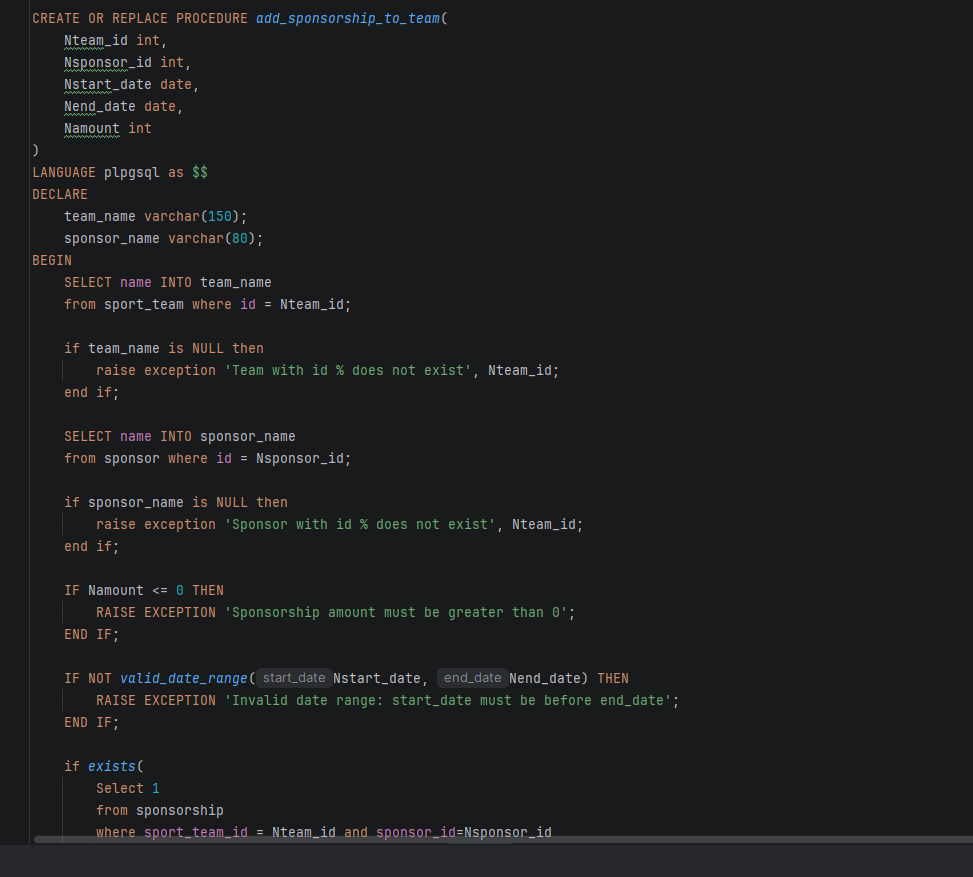 CREATE OR REPLACE PROCEDURE add_sponsorship_to_team(
    Nteam_id int,
    Nsponsor_id int,
    Nstart_date date,
    Nend_date date,
    Namount int
)
LANGUAGE plpgsql as $$
DECLARE
    team_name varchar(150);
    sponsor_name varchar(80);
BEGIN
    SELECT name INTO team_name
    from sport_team where id = Nteam_id;

    if team_name is NULL then
        raise exception 'Team with id % does not exist', Nteam_id;
    end if;

    SELECT name INTO sponsor_name
    from sponsor where id = Nsponsor_id;

    if sponsor_name is NULL then
        raise exception 'Sponsor with id % does not exist', Nteam_id;
    end if;

    IF Namount <= 0 THEN
        RAISE EXCEPTION 'Sponsorship amount must be greater than 0';
    END IF;

    IF NOT valid_date_range( start_date Nstart_date, end_date Nend_date) THEN
        RAISE EXCEPTION 'Invalid date range: start_date must be before end_date';
    END IF;

    if exists(
        Select 1
        from sponsorship
        where sport_team_id = Nteam_id and sponsor_id=Nsponsor_id